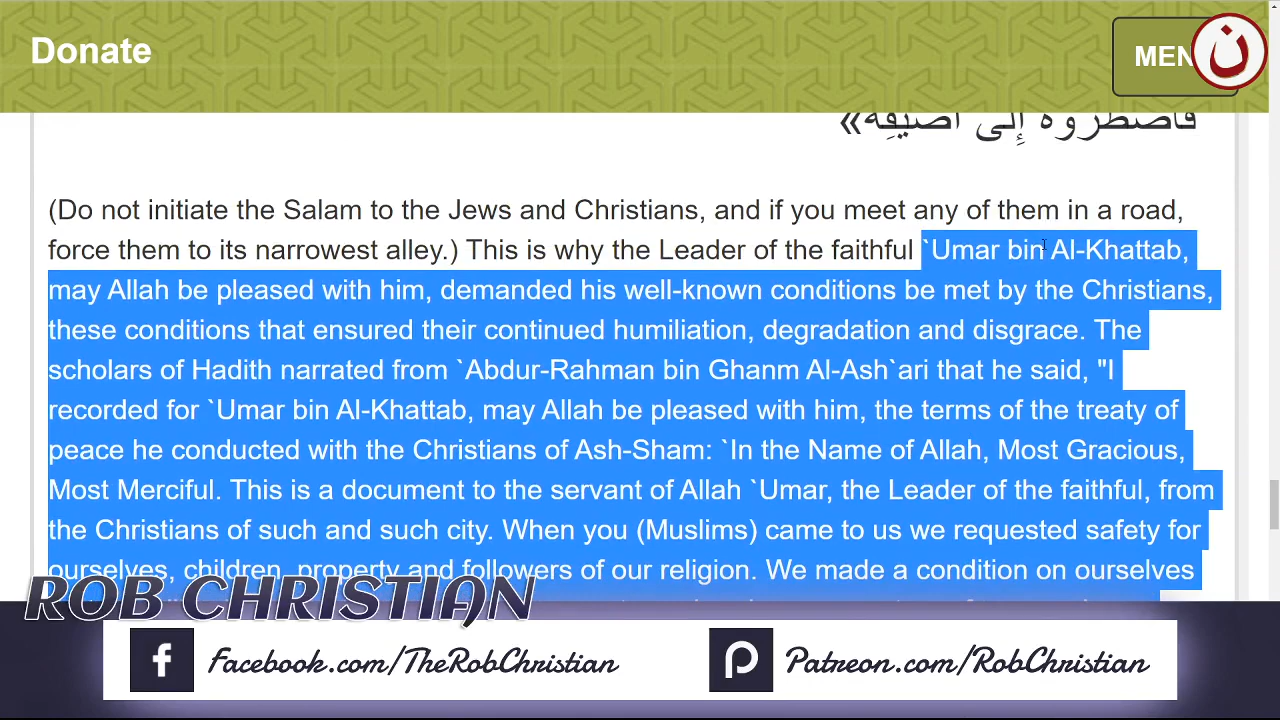 Donate
MEN
ن
فاضطروه إلى أضيقه»
(Do not initiate the Salam to the Jews and Christians, and if you meet any of them in a road,
force them to its narrowest alley.) This is why the Leader of the faithful `Umar bin Al-Khattab,
may Allah be pleased with him, demanded his well-known conditions be met by the Christians,
these conditions that ensured their continued humiliation, degradation and disgrace. The
scholars of Hadith narrated from `Abdur-Rahman bin Ghanm Al-Ash`ari that he said, "I
recorded for `Umar bin Al-Khattab, may Allah be pleased with him, the terms of the treaty of
peace he conducted with the Christians of Ash-Sham: `In the Name of Allah, Most Gracious,
Most Merciful. This is a document to the servant of Allah `Umar, the Leader of the faithful, from
the Christians of such and such city. When you (Muslims) came to us we requested safety for
ourselves, children, property and followers of our religion. We made a condition on ourselves
ROB CHRISTIAN
Facebook.com/TheRobChristian
Patreon.com/RobChristian